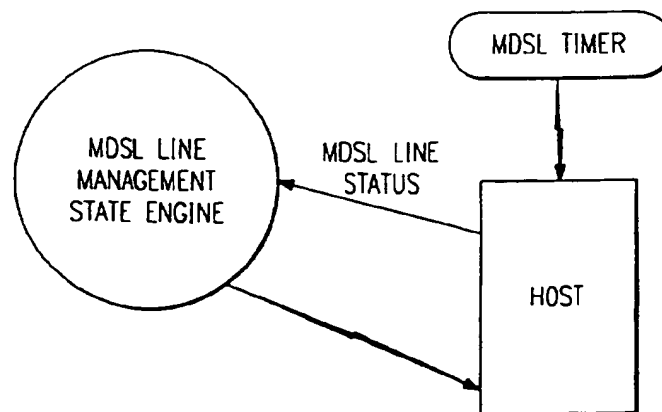 MDSL TIMER
MDSL LINE
MANAGEMENT
STATE ENGINE
MDSL LINE
STATUS
HOST